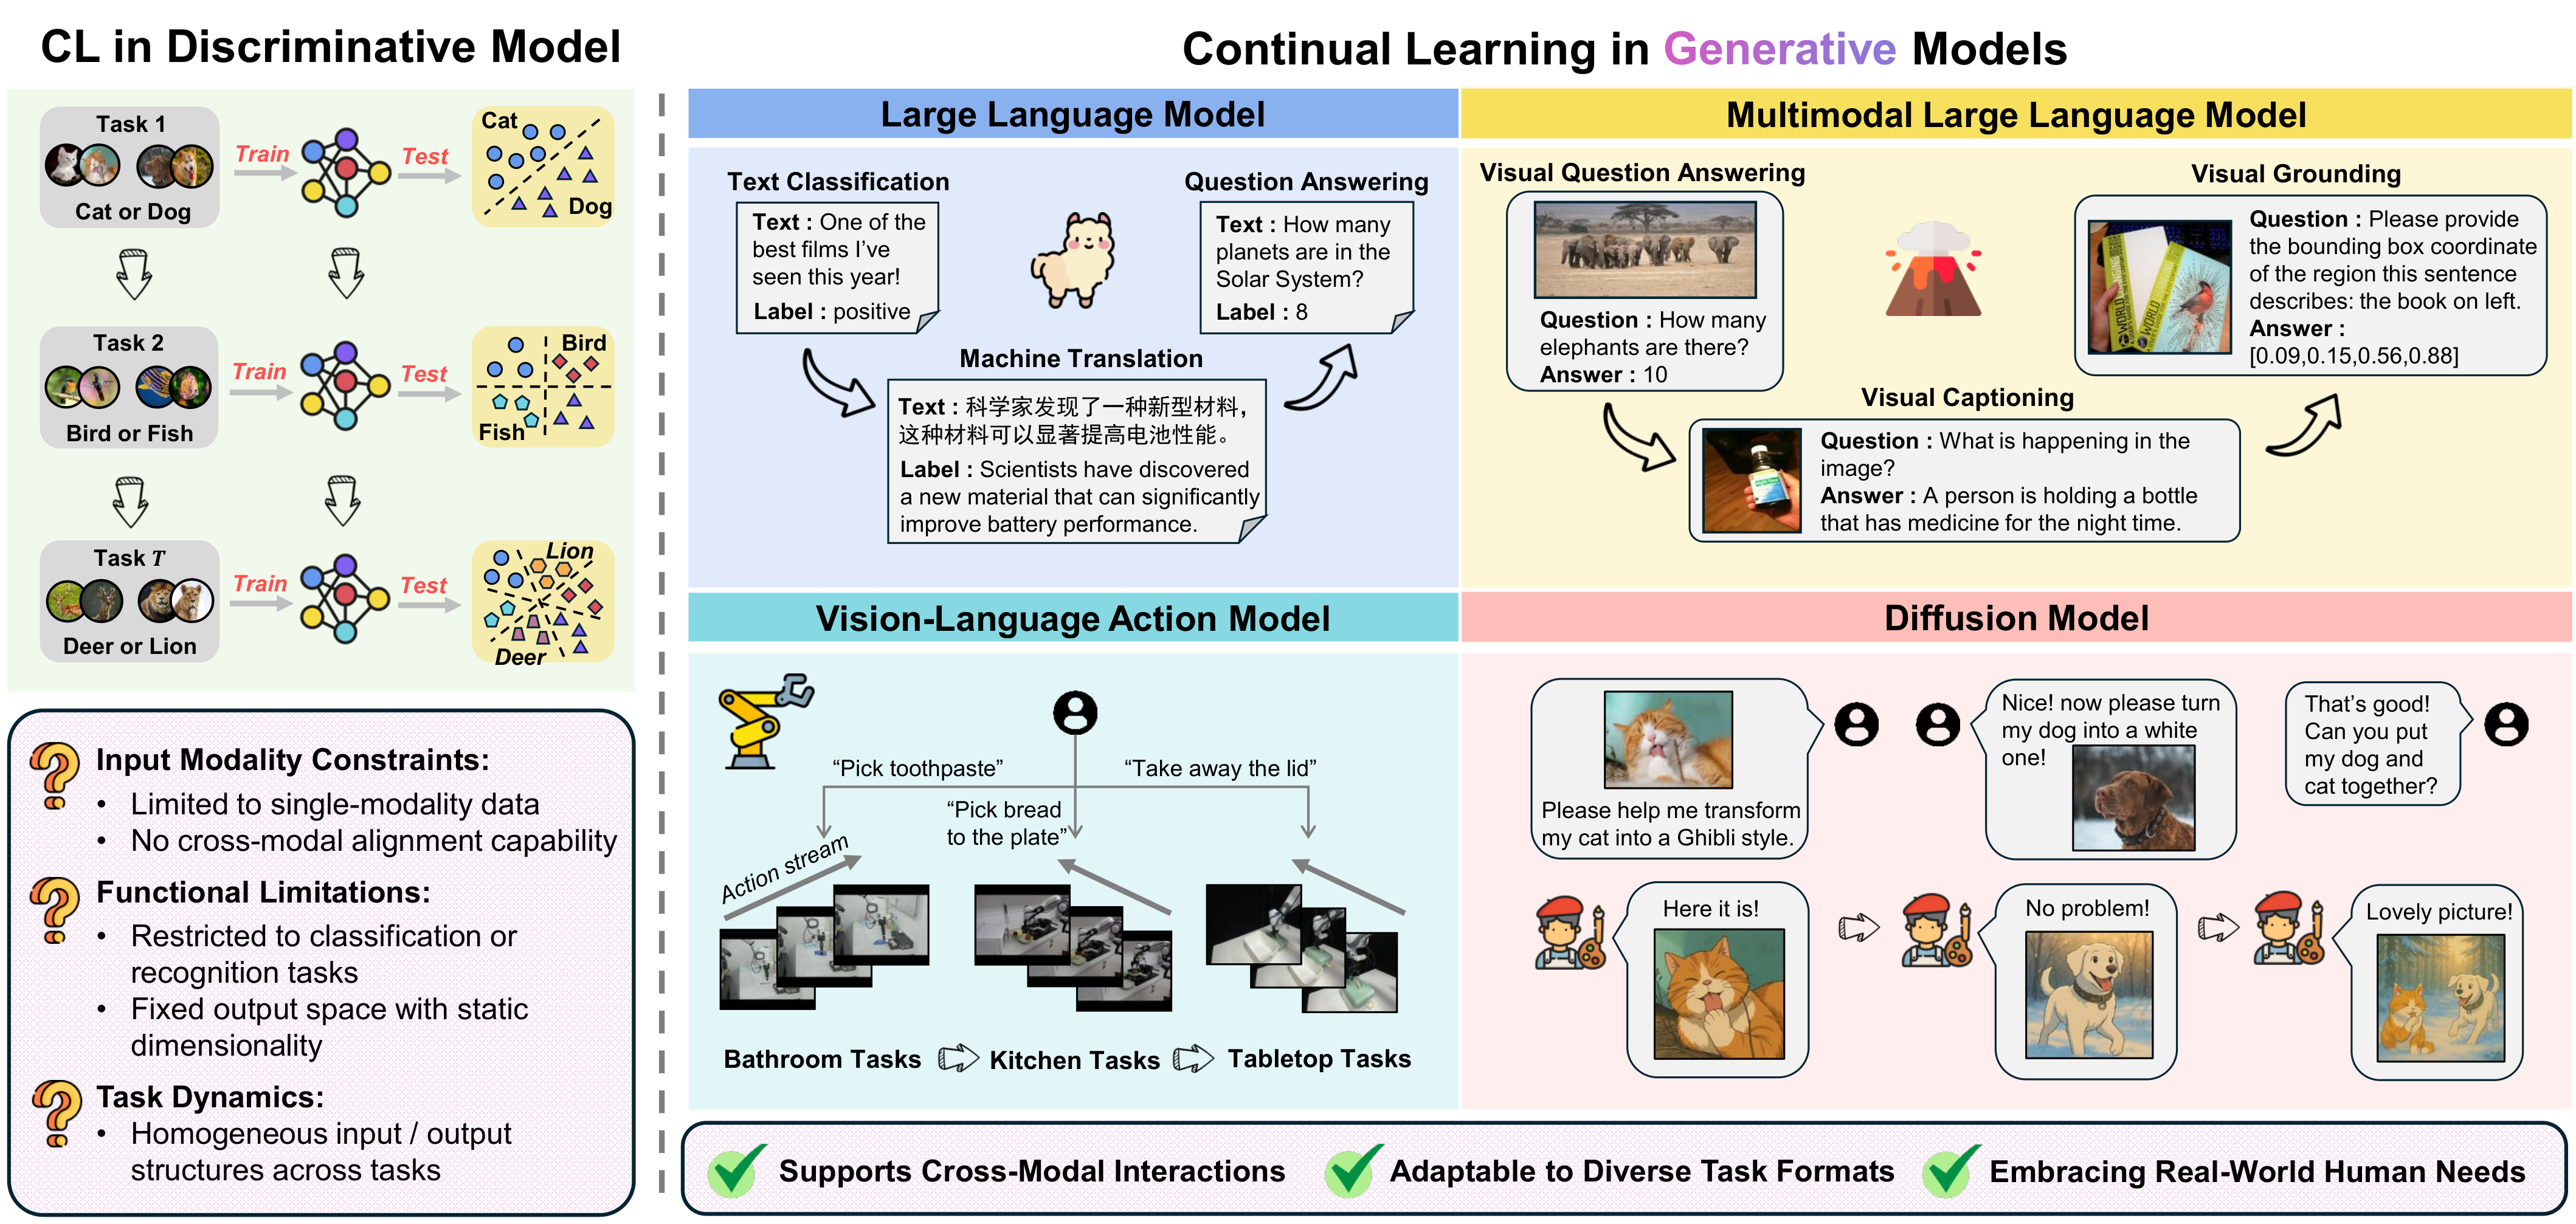 CL in Discriminative Model
Task 1
Cat or Dog
Train
Test
Cat
Dog
Task 2
Bird or Fish
Train
Test
Bird
Fish
Task T
Deer or Lion
Train
Test
Lion
Deer
Input Modality Constraints:
• Limited to single-modality data
• No cross-modal alignment capability
Functional Limitations:
• Restricted to classification or
recognition tasks
• Fixed output space with static
dimensionality
Task Dynamics:
• Homogeneous input / output
structures across tasks
Continual Learning in Generative Models
Large Language Model
Text Classification
Text : One of the
best films I've
seen this year!
Label : positive
Machine Translation
Text : 科学家发现了一种新型材料，
这种材料可以显著提高电池性能。
Label : Scientists have discovered
a new material that can significantly
improve battery performance.
Question Answering
Text : How many
planets are in the
Solar System?
Label : 8
Multimodal Large Language Model
Visual Question Answering
Question : How many
elephants are there?
Answer : 10
Visual Captioning
Question : What is happening in the
image?
Answer : A person is holding a bottle
that has medicine for the night time.
Visual Grounding
WORLD
WORLD
Question : Please provide
the bounding box coordinate
of the region this sentence
describes: the book on left.
Answer :
[0.09,0.15,0.56,0.88]
Vision-Language Action Model
“Pick toothpaste”
“Pick bread
to the plate”
“Take away the lid”
Action stream
Bathroom Tasks
Kitchen Tasks
Tabletop Tasks
Diffusion Model
Please help me transform
my cat into a Ghibli style.
Nice! now please turn
my dog into a white
one!
That's good!
Can you put
my dog and
cat together?
Here it is!
No problem!
Lovely picture!
Supports Cross-Modal Interactions
Adaptable to Diverse Task Formats
Embracing Real-World Human Needs